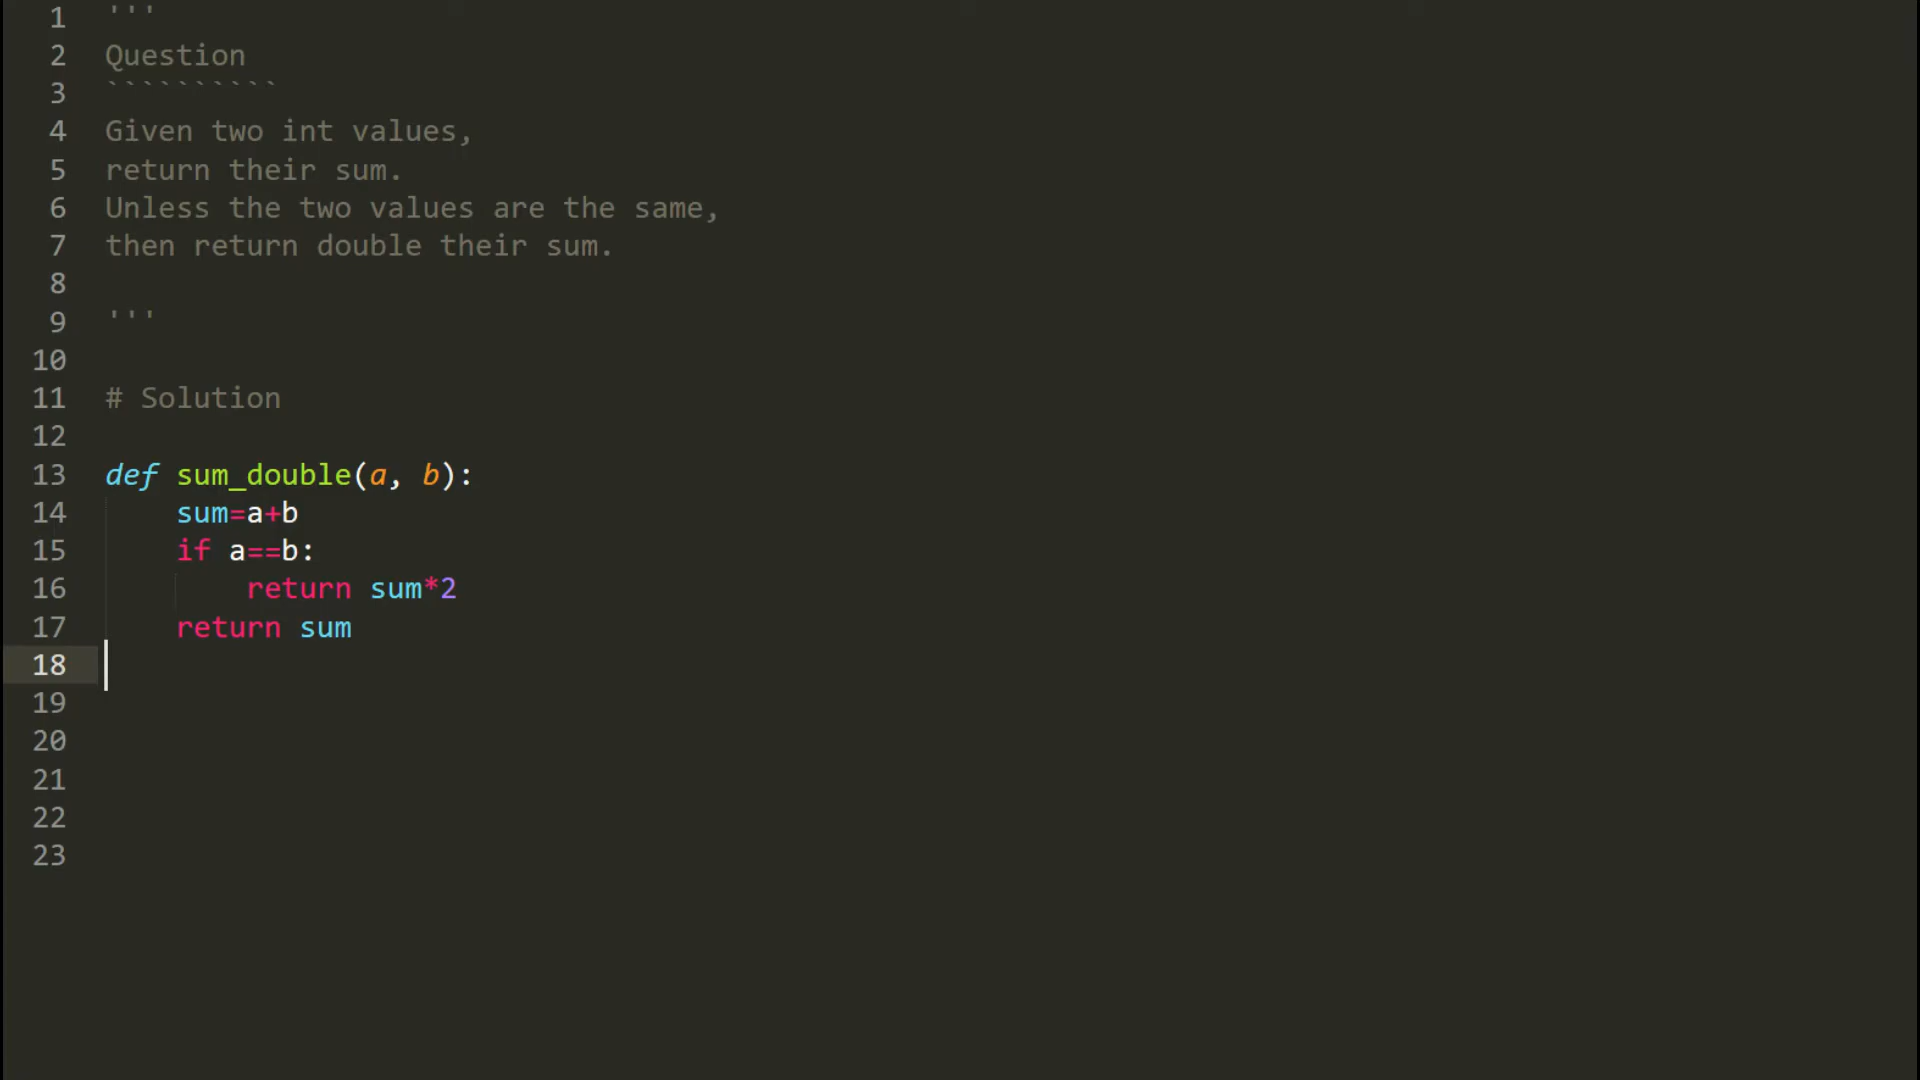 1 '''
2 Question
3 ``````````
4 Given two int values,
5 return their sum.
6 Unless the two values are the same,
7 then return double their sum.
8
9 '''
10
11 # Solution
12
13 def sum_double(a, b):
14     sum=a+b
15     if a==b:
16         return sum*2
17     return sum
18
19
20
21
22
23